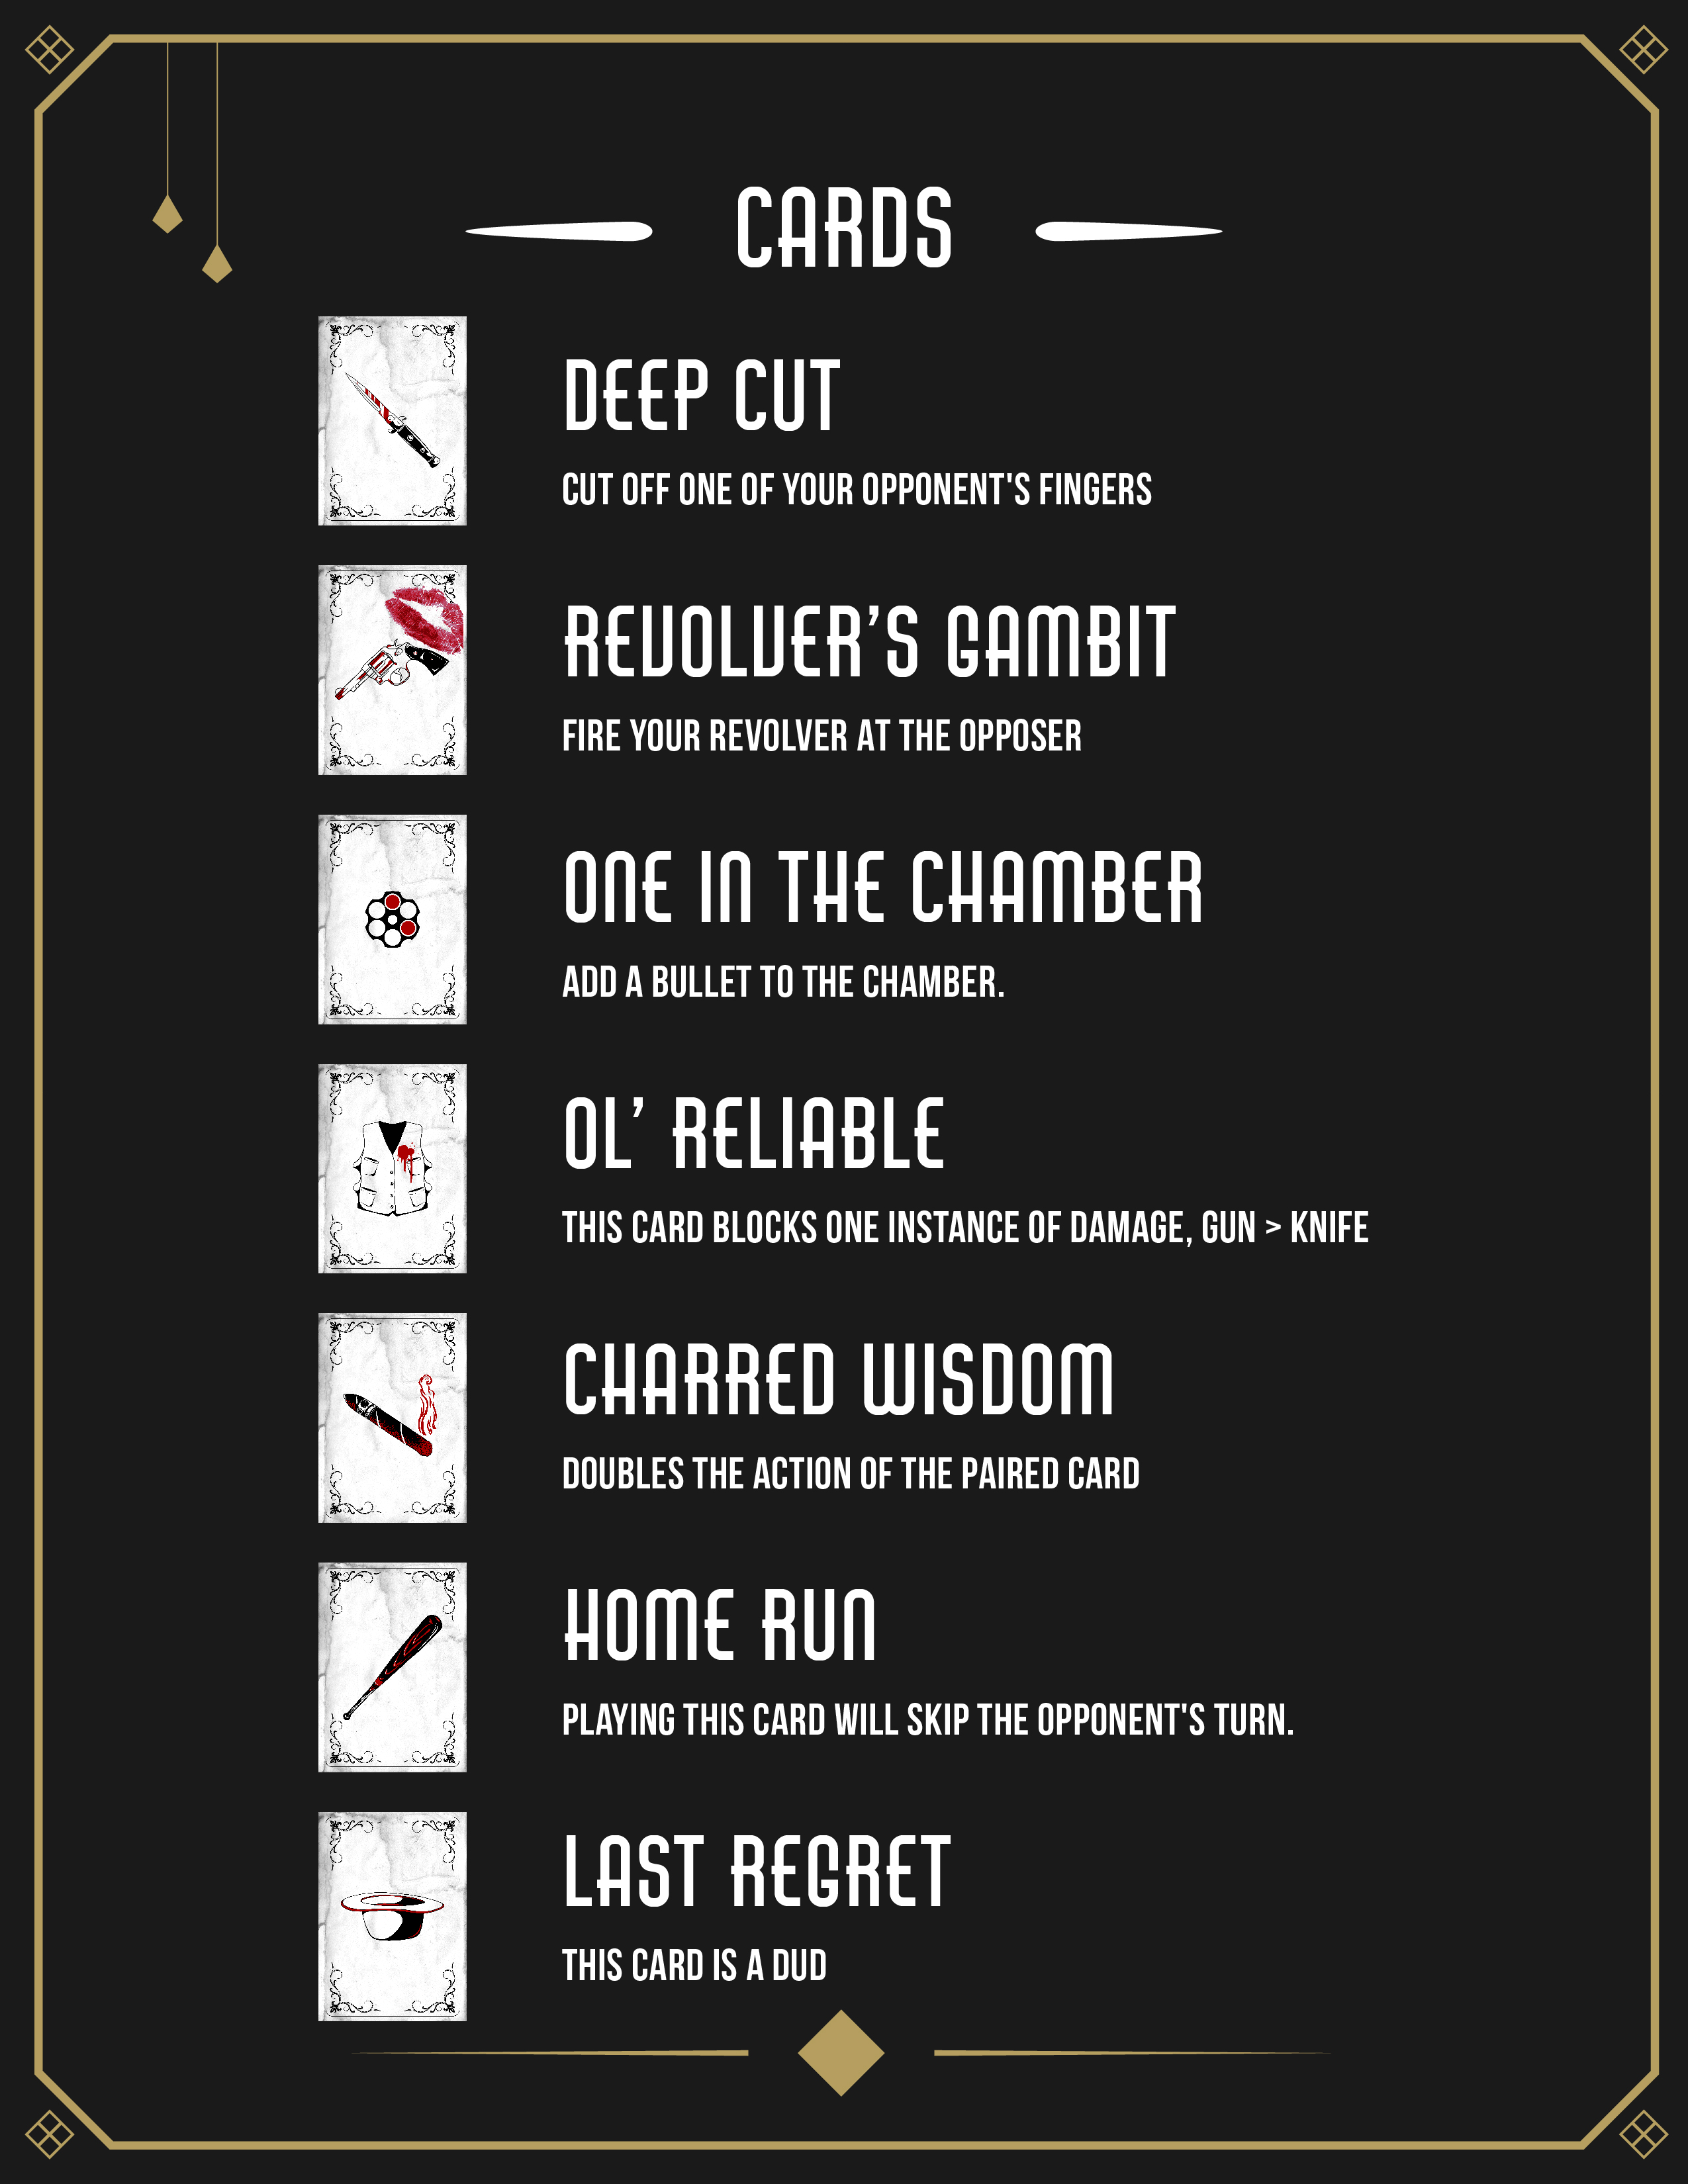 CARDS
DEEP CUT
CUT OFF ONE OF YOUR OPPONENT'S FINGERS
REVOLVER’S GAMBIT
FIRE YOUR REVOLVER AT THE OPPOSER
ONE IN THE CHAMBER
ADD A BULLET TO THE CHAMBER.
OL’ RELIABLE
THIS CARD BLOCKS ONE INSTANCE OF DAMAGE, GUN > KNIFE
CHARRED WISDOM
DOUBLES THE ACTION OF THE PAIRED CARD
HOME RUN
PLAYING THIS CARD WILL SKIP THE OPPONENT'S TURN.
LAST REGRET
THIS CARD IS A DUD